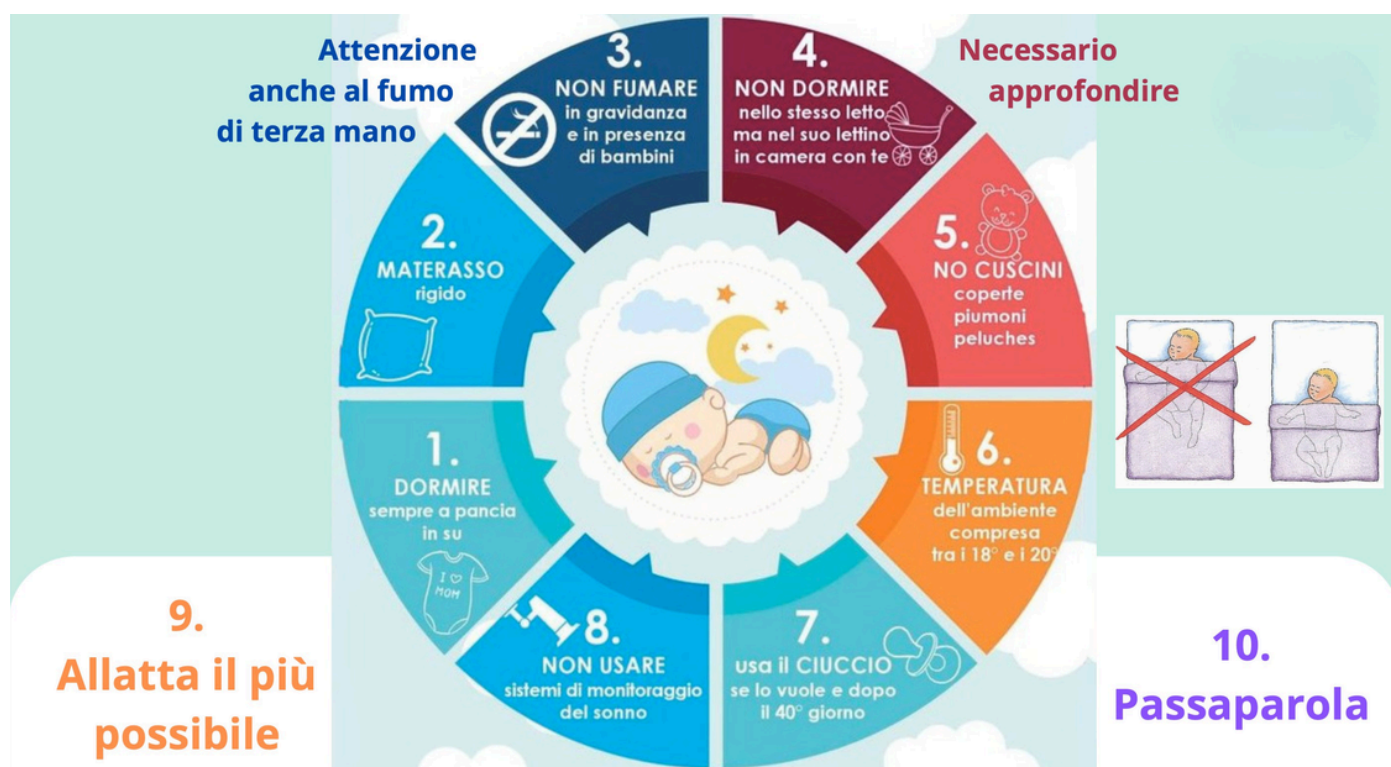 Attenzione
anche al fumo
di terza mano
3.
NON FUMARE
in gravidanza
e in presenza
di bambini
4.
NON DORMIRE
nello stesso letto
ma nel suo lettino
in camera con te
Necessario
approfondire
2.
MATERASSO
rigido
5.
NO CUSCINI
coperte
piumoni
peluches
1.
DORMIRE
sempre a pancia
in su
I ♡
MOM
6.
TEMPERATURA
dell'ambiente
compresa
tra i 18° e i 20°
8.
NON USARE
sistemi di monitoraggio
del sonno
7.
usa il CIUCCIO
se lo vuole e dopo
il 40° giorno
9.
Allatta il più
possibile
10.
Passaparola